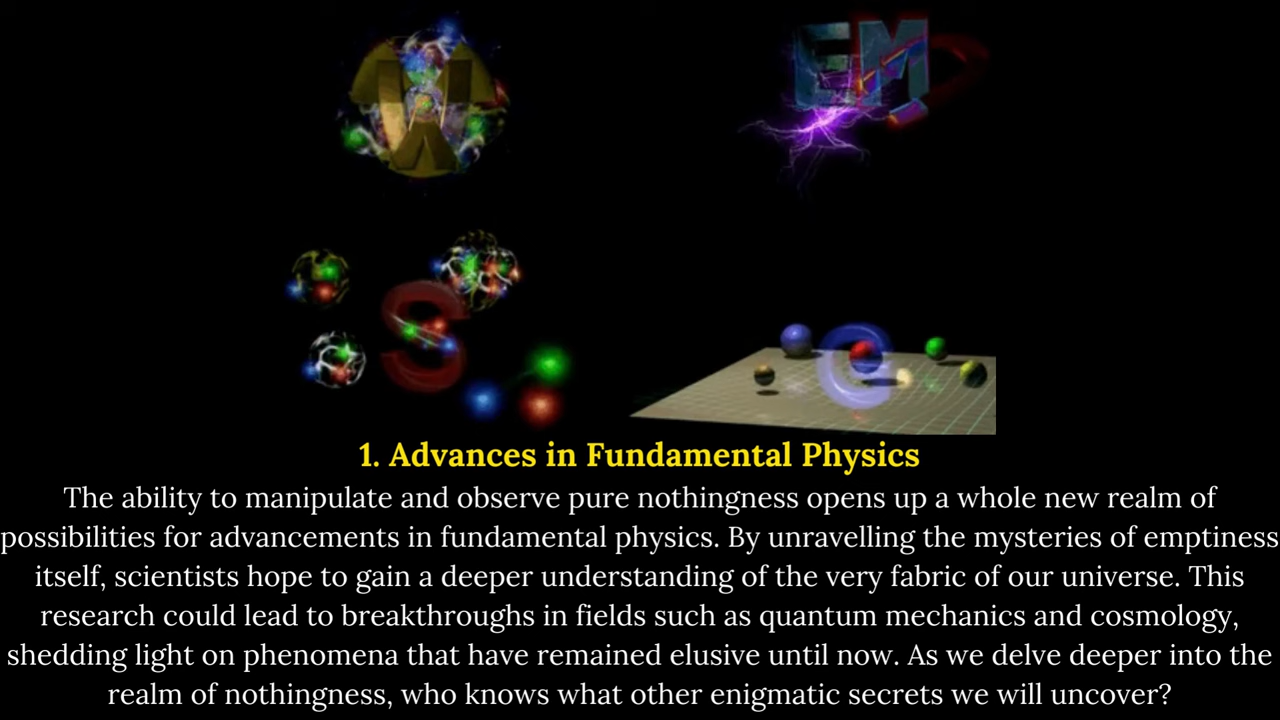 W
EM
S
G
1. Advances in Fundamental Physics
The ability to manipulate and observe pure nothingness opens up a whole new realm of
possibilities for advancements in fundamental physics. By unravelling the mysteries of emptiness
itself, scientists hope to gain a deeper understanding of the very fabric of our universe. This
research could lead to breakthroughs in fields such as quantum mechanics and cosmology,
shedding light on phenomena that have remained elusive until now. As we delve deeper into the
realm of nothingness, who knows what other enigmatic secrets we will uncover?